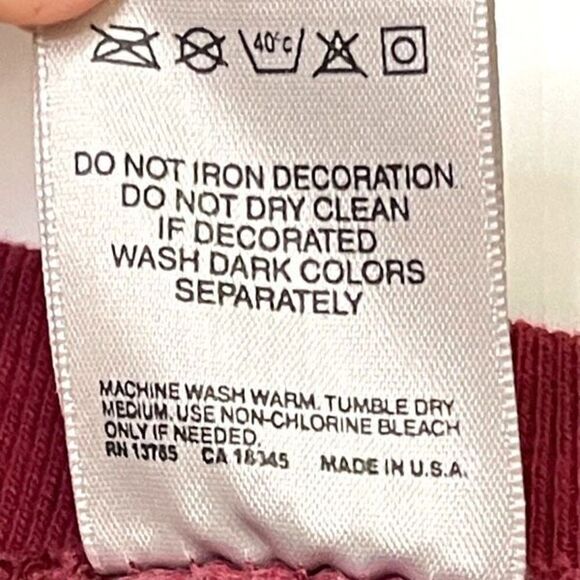 40°C
DO NOT IRON DECORATION
DO NOT DRY CLEAN
IF DECORATED
WASH DARK COLORS
SEPARATELY
MACHINE WASH WARM. TUMBLE DRY
MEDIUM. USE NON-CHLORINE BLEACH
ONLY IF NEEDED.
RN 13765 CA 18345 MADE IN U.S.A.